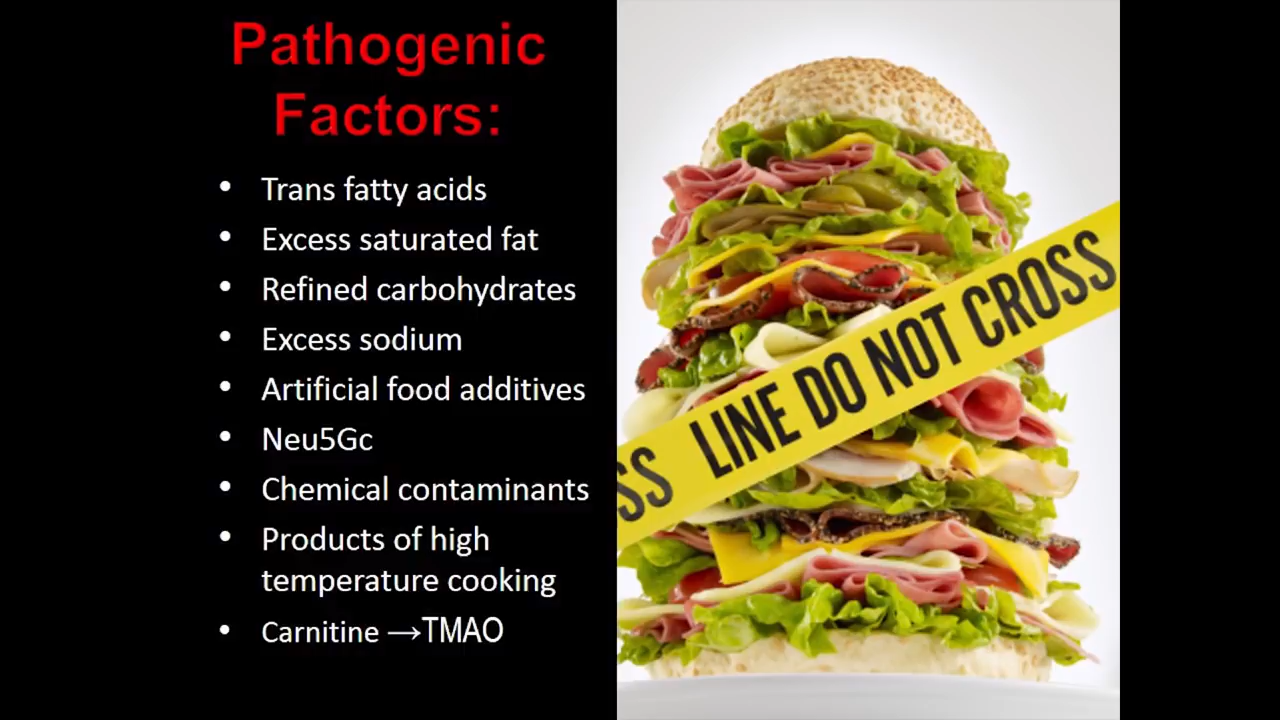 Pathogenic
Factors:
• Trans fatty acids
• Excess saturated fat
• Refined carbohydrates
• Excess sodium
• Artificial food additives
• Neu5Gc
• Chemical contaminants
• Products of high
temperature cooking
• Carnitine →TMAO
SS LINE DO NOT CROSS